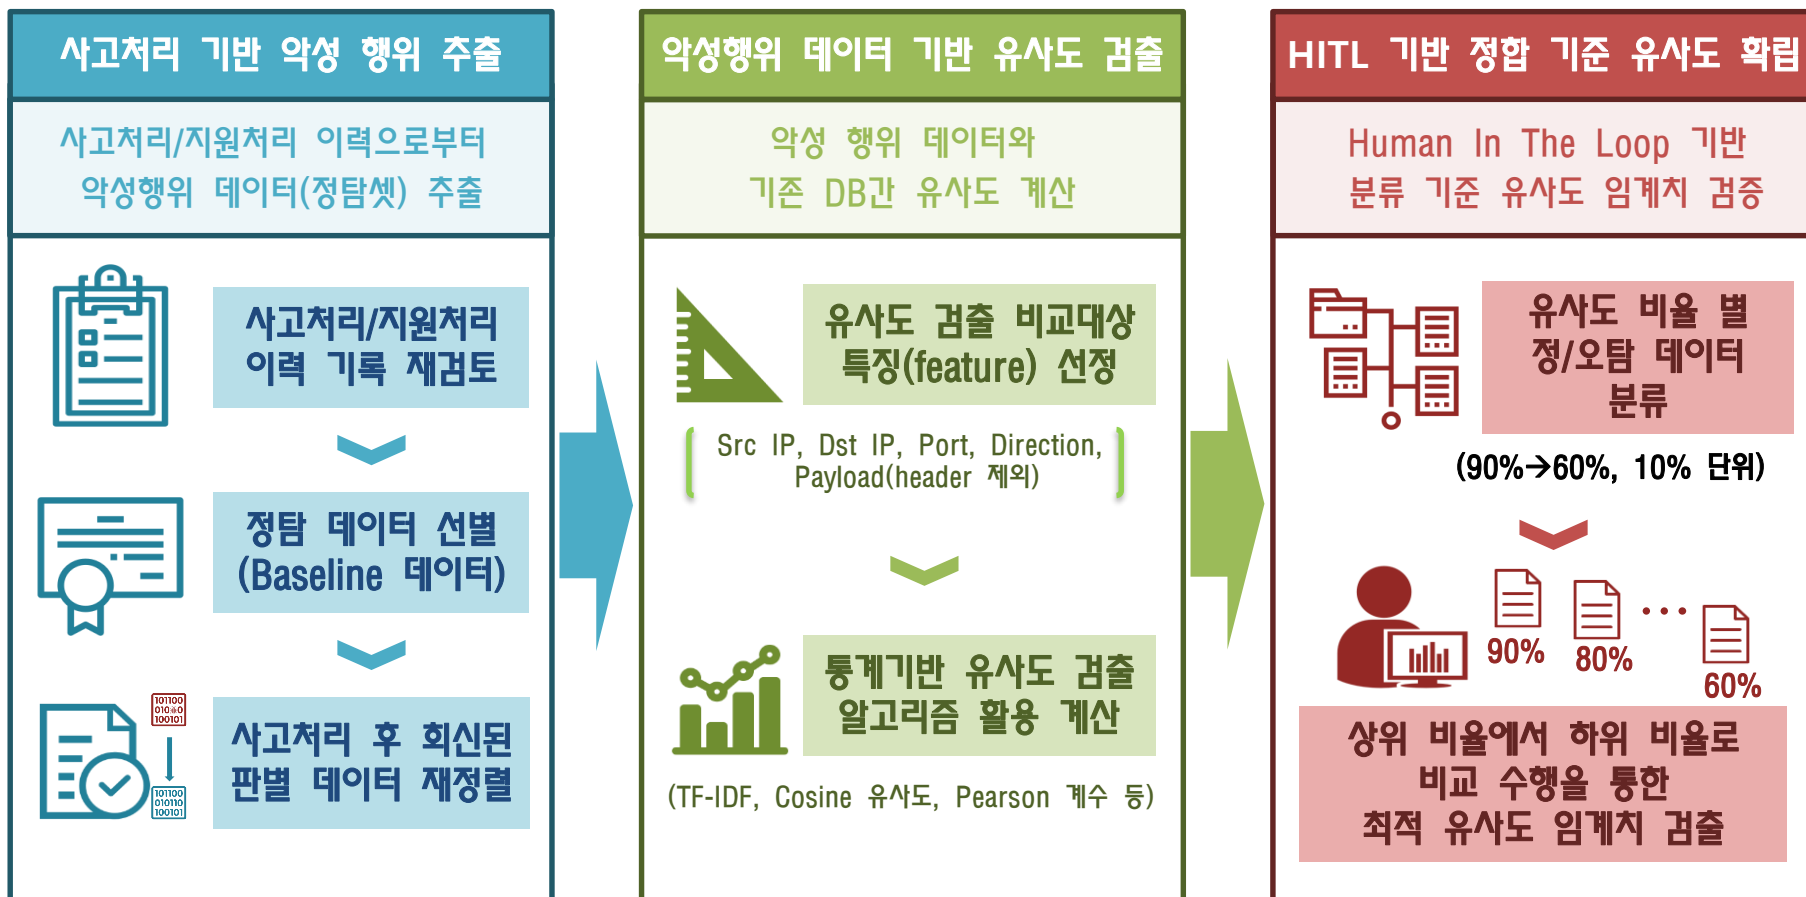 사고처리 기반 악성 행위 추출
사고처리/지원처리 이력으로부터
악성행위 데이터(정탐셋) 추출
사고처리/지원처리
이력 기록 재검토
정탐 데이터 선별
(Baseline 데이터)
101100
010※0
100101
101100
010110
100101
사고처리 후 회신된
판별 데이터 재정렬
악성행위 데이터 기반 유사도 검출
악성 행위 데이터와
기존 DB간 유사도 계산
유사도 검출 비교대상
특징(feature) 선정
Src IP, Dst IP, Port, Direction,
Payload(header 제외)
통계기반 유사도 검출
알고리즘 활용 계산
(TF-IDF, Cosine 유사도, Pearson 계수 등)
HITL 기반 정합 기준 유사도 확립
Human In The Loop 기반
분류 기준 유사도 임계치 검증
유사도 비율 별
정/오탐 데이터
분류
(90%→60%, 10% 단위)
90%
80%
...
60%
상위 비율에서 하위 비율로
비교 수행을 통한
최적 유사도 임계치 검출